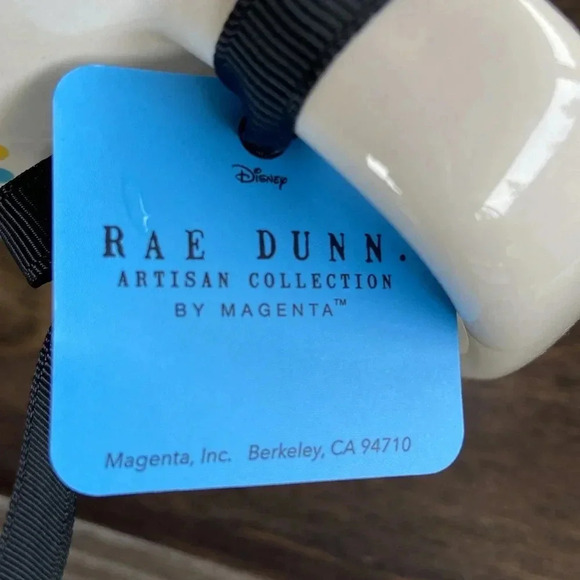 Disney
RAE DUNN.
ARTISAN COLLECTION
BY MAGENTA™
Magenta, Inc. Berkeley, CA 94710